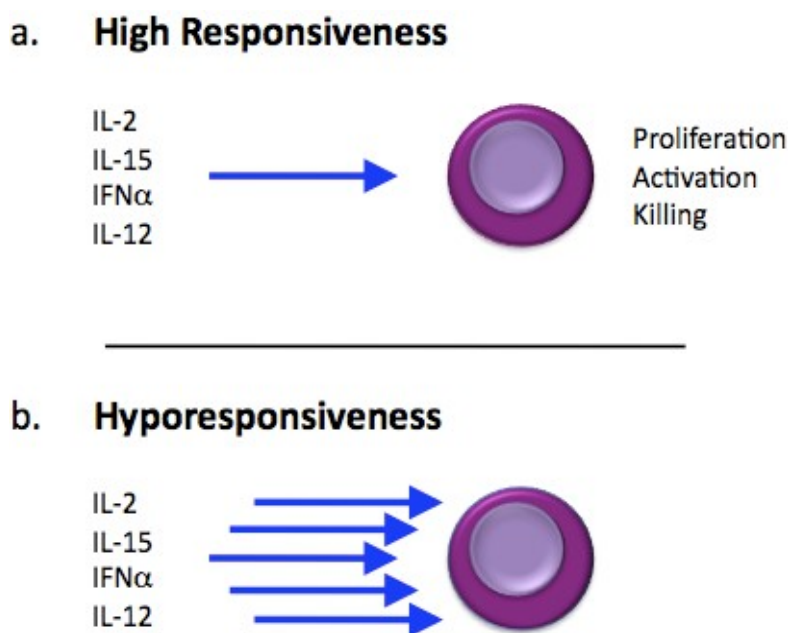 a. High Responsiveness
IL-2
IL-15
IFNα
IL-12
Proliferation
Activation
Killing
b. Hyporesponsiveness
IL-2
IL-15
IFNα
IL-12